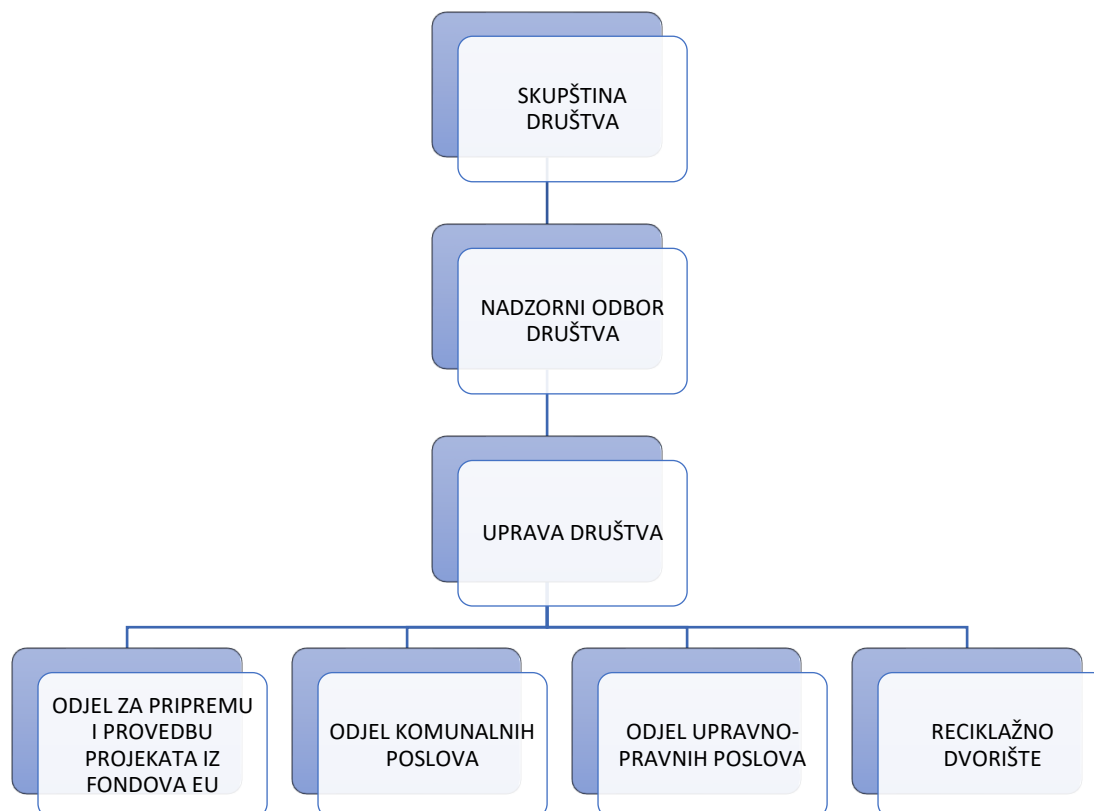 SKUPŠTINA
DRUŠTVA
NADZORNI ODBOR
DRUŠTVA
UPRAVA DRUŠTVA
ODJEL ZA PRIPREMU
I PROVEDBU
PROJEKATA IZ
FONDOVA EU
ODJEL KOMUNALNIH
POSLOVA
ODJEL UPRAVNO-
PRAVNIH POSLOVA
RECIKLAŽNO
DVORIŠTE